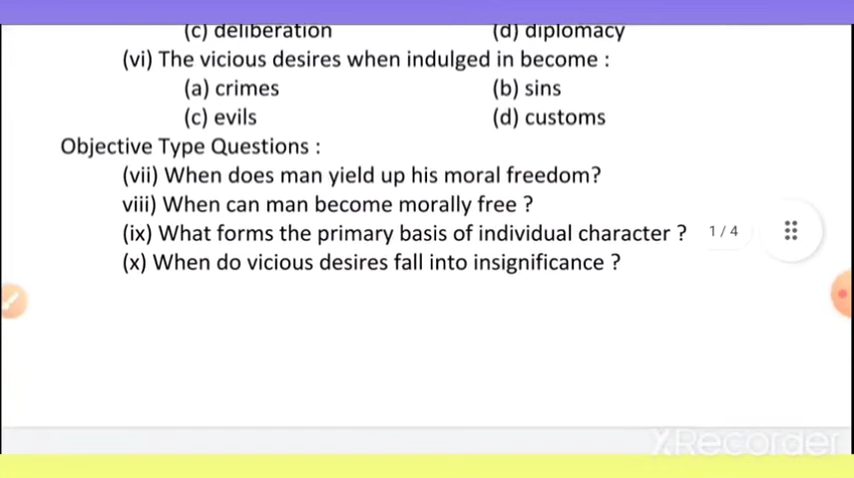 (c) deliberation (d) diplomacy
(vi) The vicious desires when indulged in become :
(a) crimes (b) sins
(c) evils (d) customs
Objective Type Questions :
(vii) When does man yield up his moral freedom?
viii) When can man become morally free ?
(ix) What forms the primary basis of individual character ? 1 / 4
(x) When do vicious desires fall into insignificance ?
XRecorder